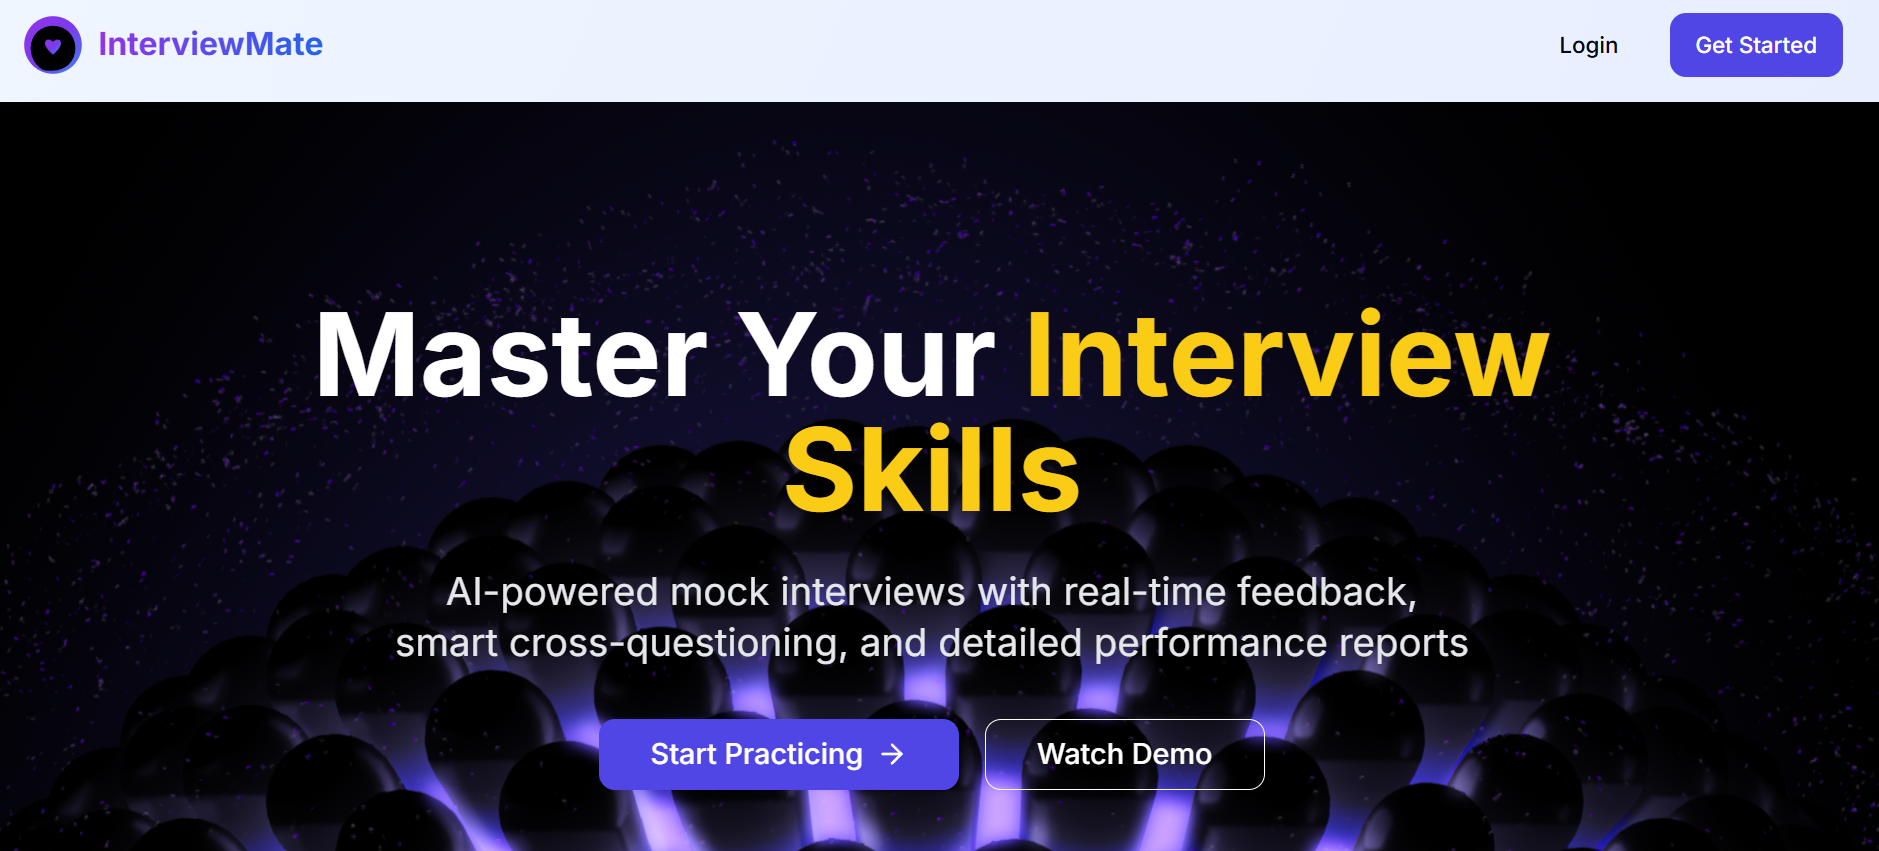 InterviewMate
Login
Get Started
Master Your Interview
Skills
AI-powered mock interviews with real-time feedback,
smart cross-questioning, and detailed performance reports
Start Practicing →
Watch Demo